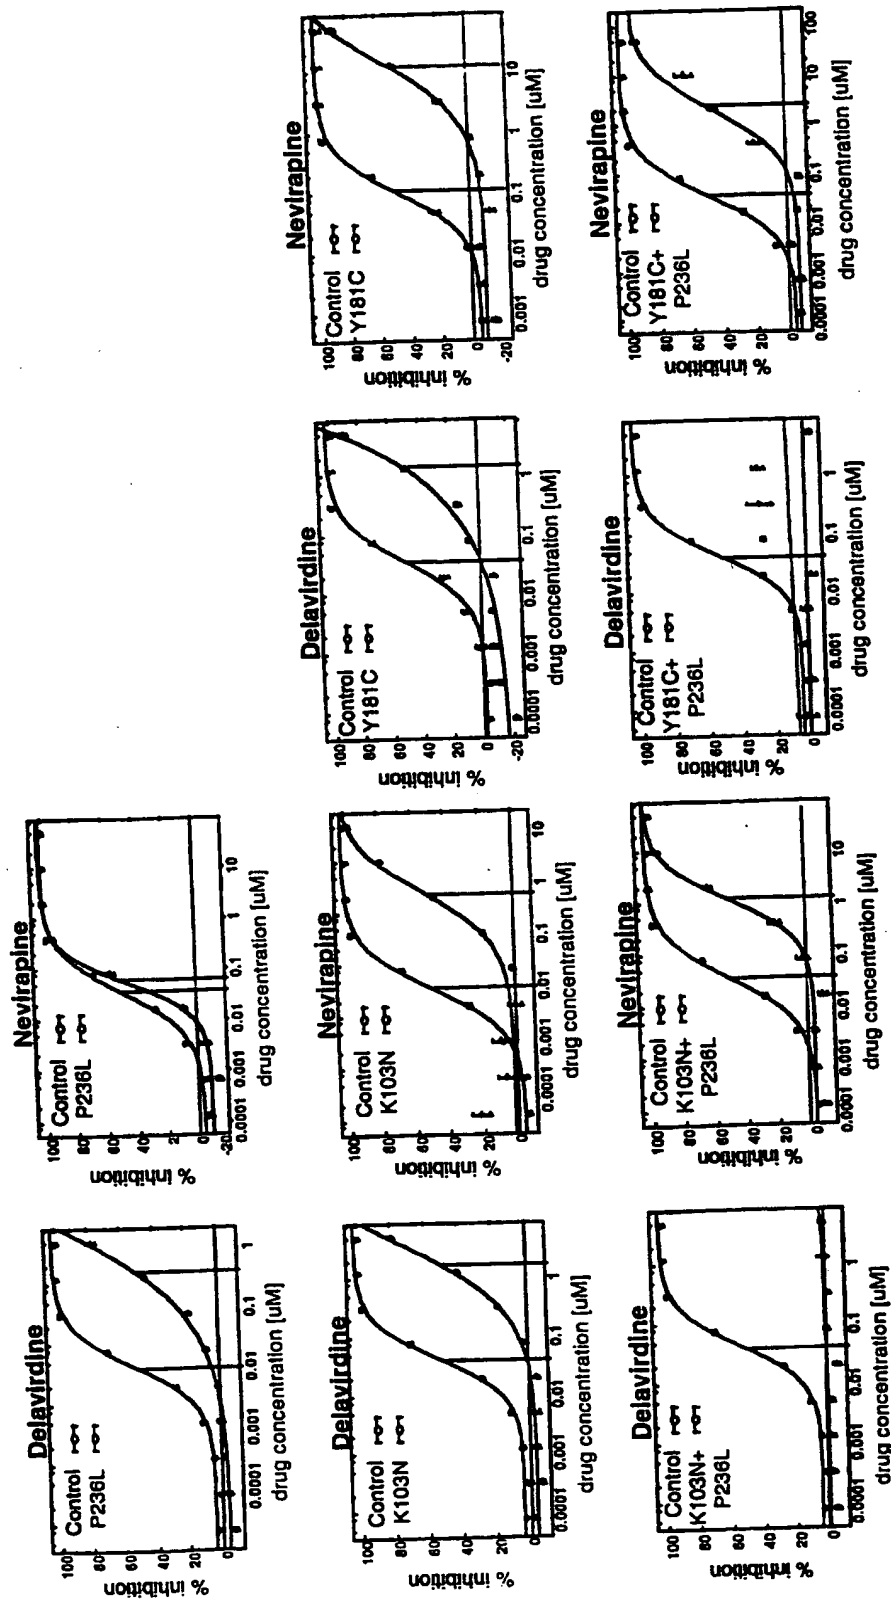 Delavirdine
Control
P236L
% inhibition
100
80
60
40
20
0
0.0001 0.001 0.01 0.1 1
drug concentration [uM]
Nevirapine
Control
P236L
% inhibition
100
80
60
40
20
0
-20
0.0001 0.001 0.01 0.1 1 10
drug concentration [uM]
Delavirdine
Control
K103N
% inhibition
100
80
60
40
20
0
0.0001 0.001 0.01 0.1 1
drug concentration [uM]
Nevirapine
Control
K103N
% inhibition
100
80
60
40
20
0
0.0001 0.001 0.01 0.1 1 10
drug concentration [uM]
Delavirdine
Control
Y181C
% inhibition
100
80
60
40
20
0
-20
0.0001 0.001 0.01 0.1 1
drug concentration [uM]
Nevirapine
Control
Y181C
% inhibition
100
80
60
40
20
0
-20
0.001 0.01 0.1 1 10
drug concentration [uM]
Delavirdine
Control
K103N+
P236L
% inhibition
100
80
60
40
20
0
0.0001 0.001 0.01 0.1 1
drug concentration [uM]
Nevirapine
Control
K103N+
P236L
% inhibition
100
80
60
40
20
0
0.0001 0.001 0.01 0.1 1 10
drug concentration [uM]
Delavirdine
Control
Y181C+
P236L
% inhibition
100
80
60
40
20
0
0.0001 0.001 0.01 0.1 1
drug concentration [uM]
Nevirapine
Control
Y181C+
P236L
% inhibition
100
80
60
40
20
0
0.0001 0.001 0.01 0.1 1 10 100
drug concentration [uM]